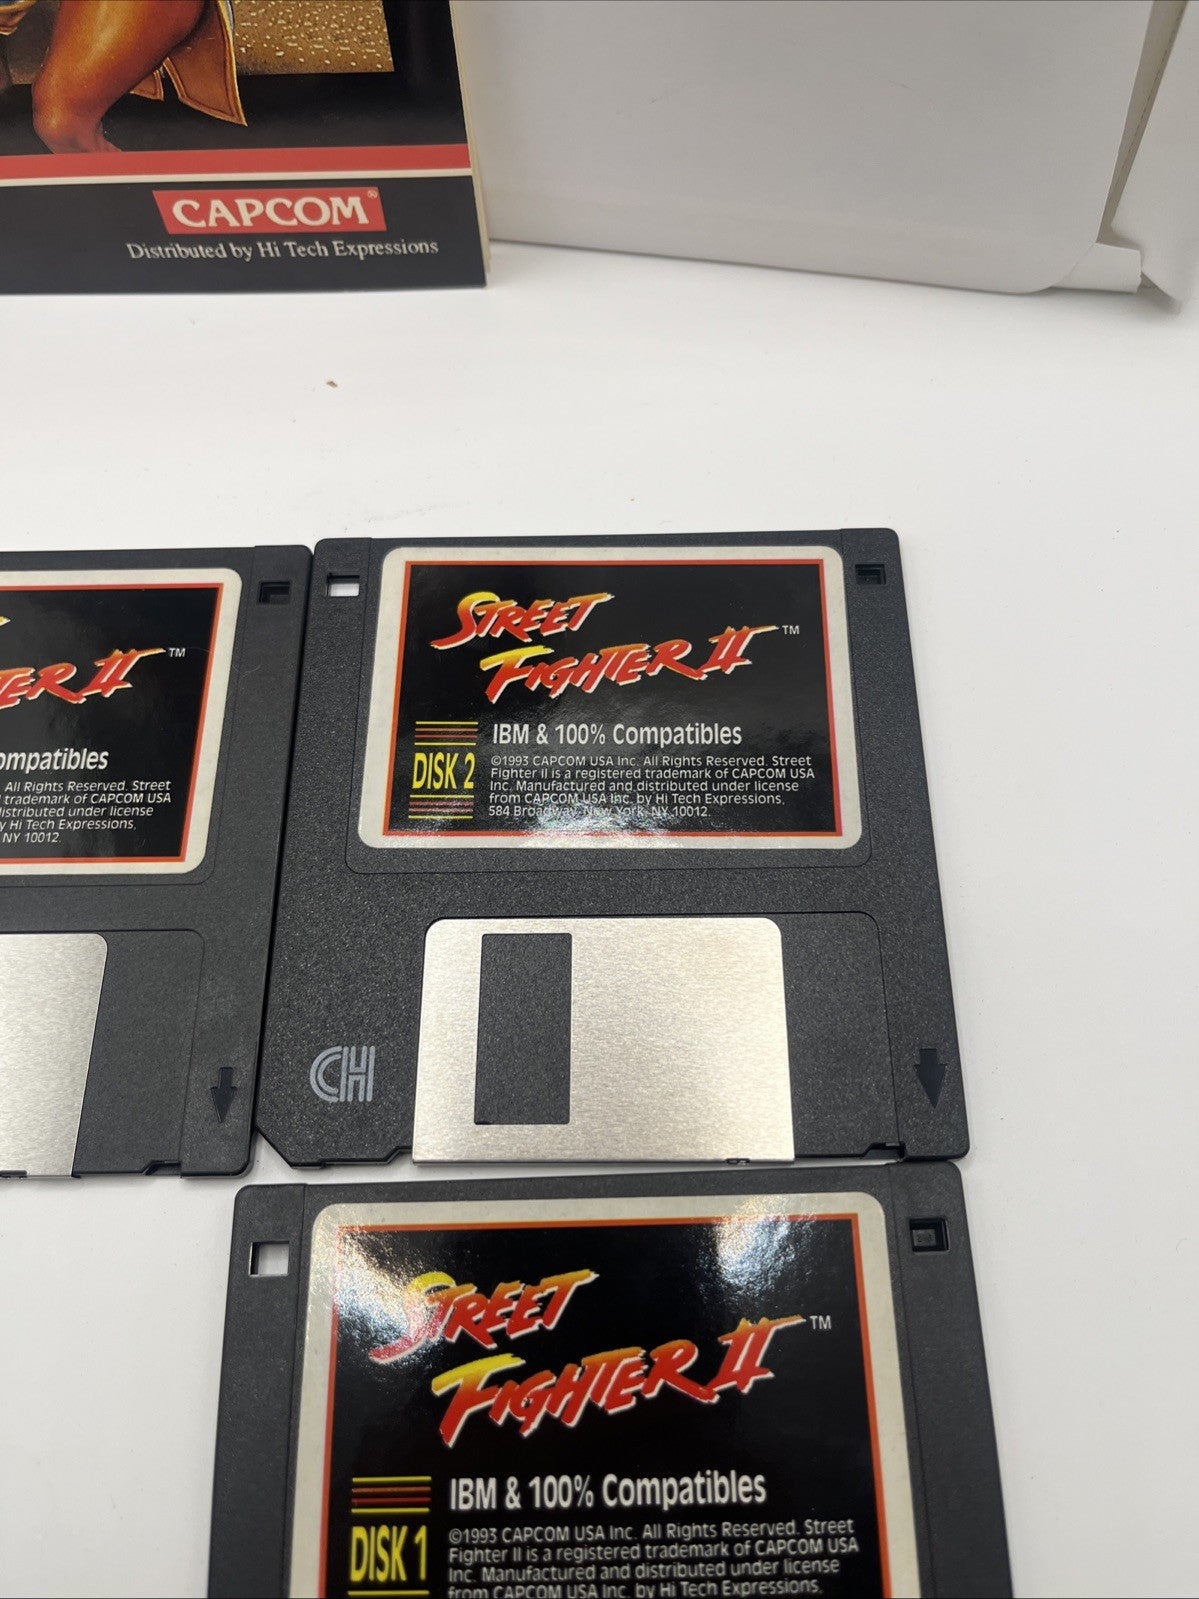 CAPCOM®
Distributed by Hi Tech Expressions
ER II ™
ompatibles
All Rights Reserved. Street
trademark of CAPCOM USA
istributed under license
y Hi Tech Expressions,
NY 10012.
STREET
FIGHTER II ™
IBM & 100% Compatibles
DISK 2
©1993 CAPCOM USA Inc. All Rights Reserved. Street
Fighter II is a registered trademark of CAPCOM USA
Inc. Manufactured and distributed under license
from CAPCOM USA Inc. by Hi Tech Expressions,
584 Broadway, New York, NY 10012.
CH
STREET
FIGHTER II ™
IBM & 100% Compatibles
DISK 1
©1993 CAPCOM USA Inc. All Rights Reserved. Street
Fighter II is a registered trademark of CAPCOM USA
Inc. Manufactured and distributed under license
from CAPCOM USA Inc. by Hi Tech Expressions,